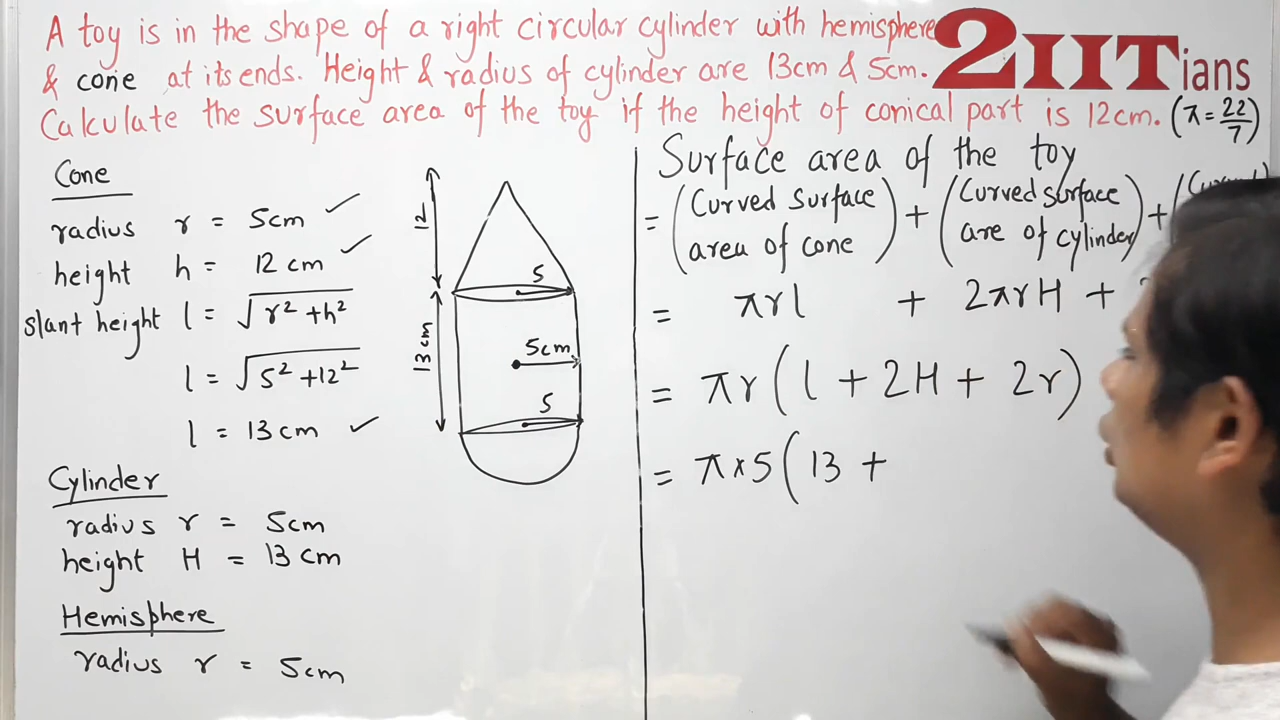 A toy is in the shape of a right circular cylinder with hemisphere
& cone at its ends. Height & radius of cylinder are 13cm & 5cm.
Calculate the surface area of the toy if the height of conical part is 12cm. (π = 22/7)
2IITians
Cone
radius r = 5cm ✓
height h = 12 cm ✓
slant height l = √r² + h²
l = √5² + 12²
l = 13 cm ✓
Cylinder
radius r = 5cm
height H = 13 cm
Hemisphere
radius r = 5cm
12
5
13 cm
5cm
5
Surface area of the toy
= (Curved surface area of cone) + (Curved surface are of cylinder) + (
= πrl + 2πrH +
= πr(l + 2H + 2r)
= π×5(13 +